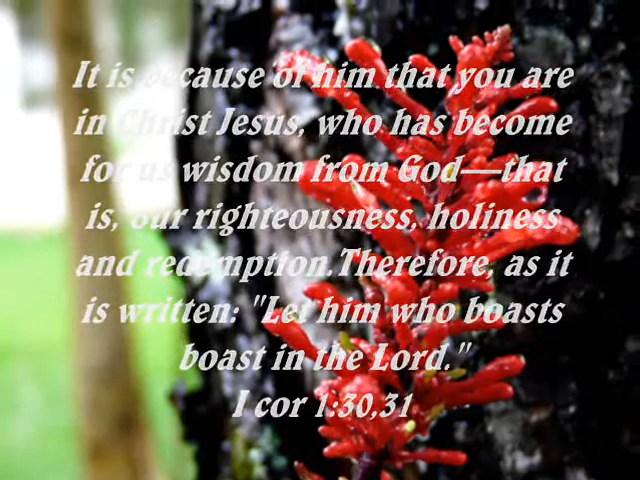 It is because of him that you are
in Christ Jesus, who has become
for us wisdom from God—that
is, our righteousness, holiness
and redemption.Therefore, as it
is written: "Let him who boasts
boast in the Lord."
I cor 1:30,31